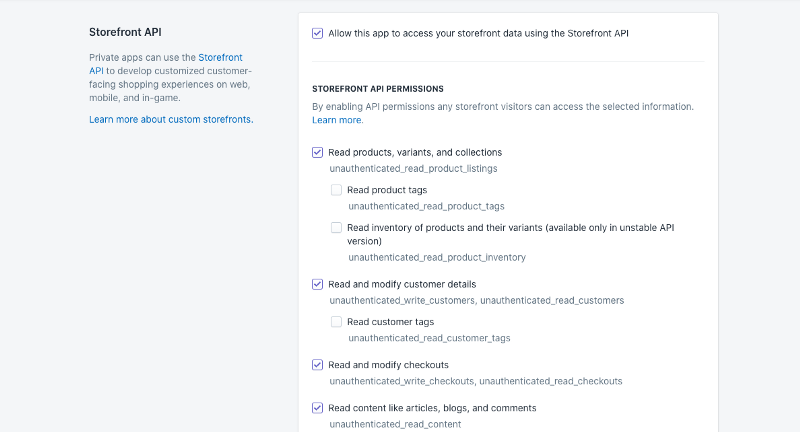 Storefront API
Private apps can use the Storefront
API to develop customized customer-
facing shopping experiences on web,
mobile, and in-game.
Learn more about custom storefronts.
Allow this app to access your storefront data using the Storefront API
STOREFRONT API PERMISSIONS
By enabling API permissions any storefront visitors can access the selected information.
Learn more.
Read products, variants, and collections
unauthenticated_read_product_listings
Read product tags
unauthenticated_read_product_tags
Read inventory of products and their variants (available only in unstable API
version)
unauthenticated_read_product_inventory
Read and modify customer details
unauthenticated_write_customers, unauthenticated_read_customers
Read customer tags
unauthenticated_read_customer_tags
Read and modify checkouts
unauthenticated_write_checkouts, unauthenticated_read_checkouts
Read content like articles, blogs, and comments
unauthenticated_read_content